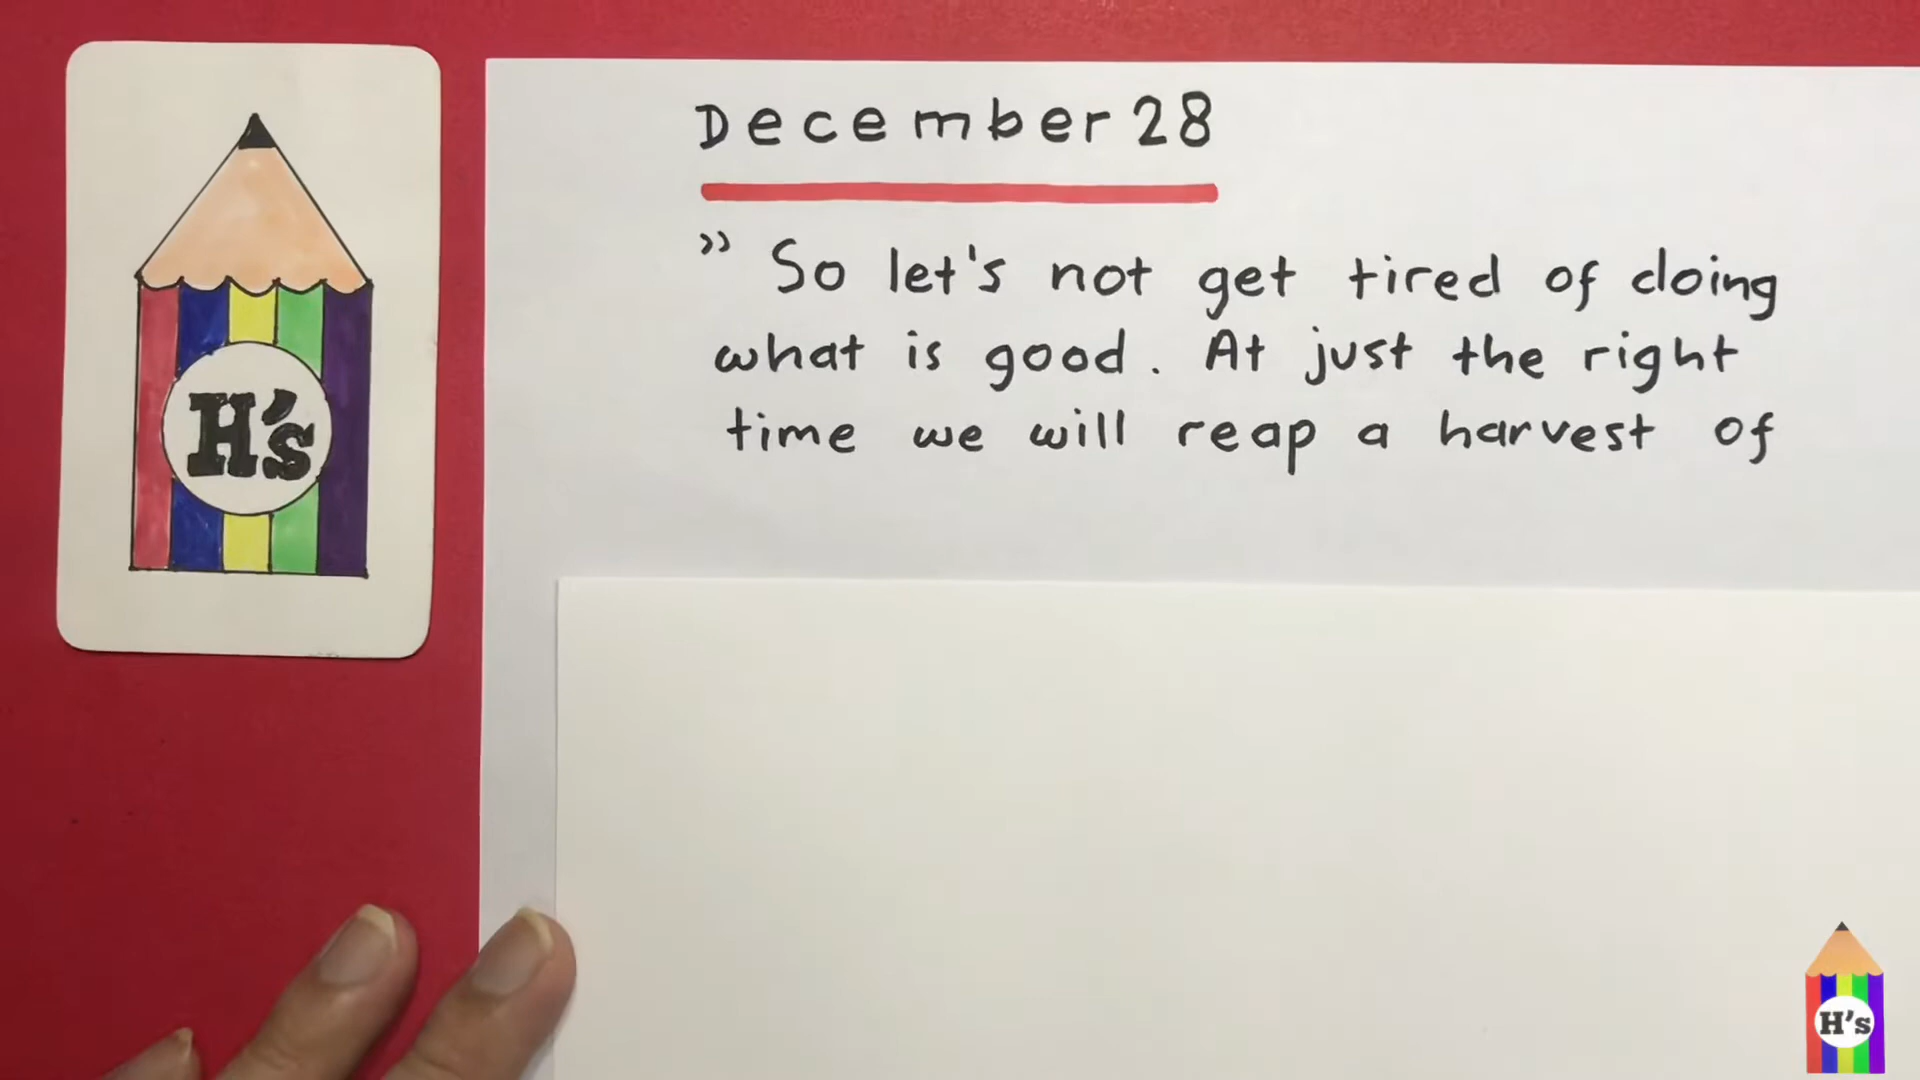 December 28
” So let's not get tired of doing
what is good. At just the right
time we will reap a harvest of
H's
H's